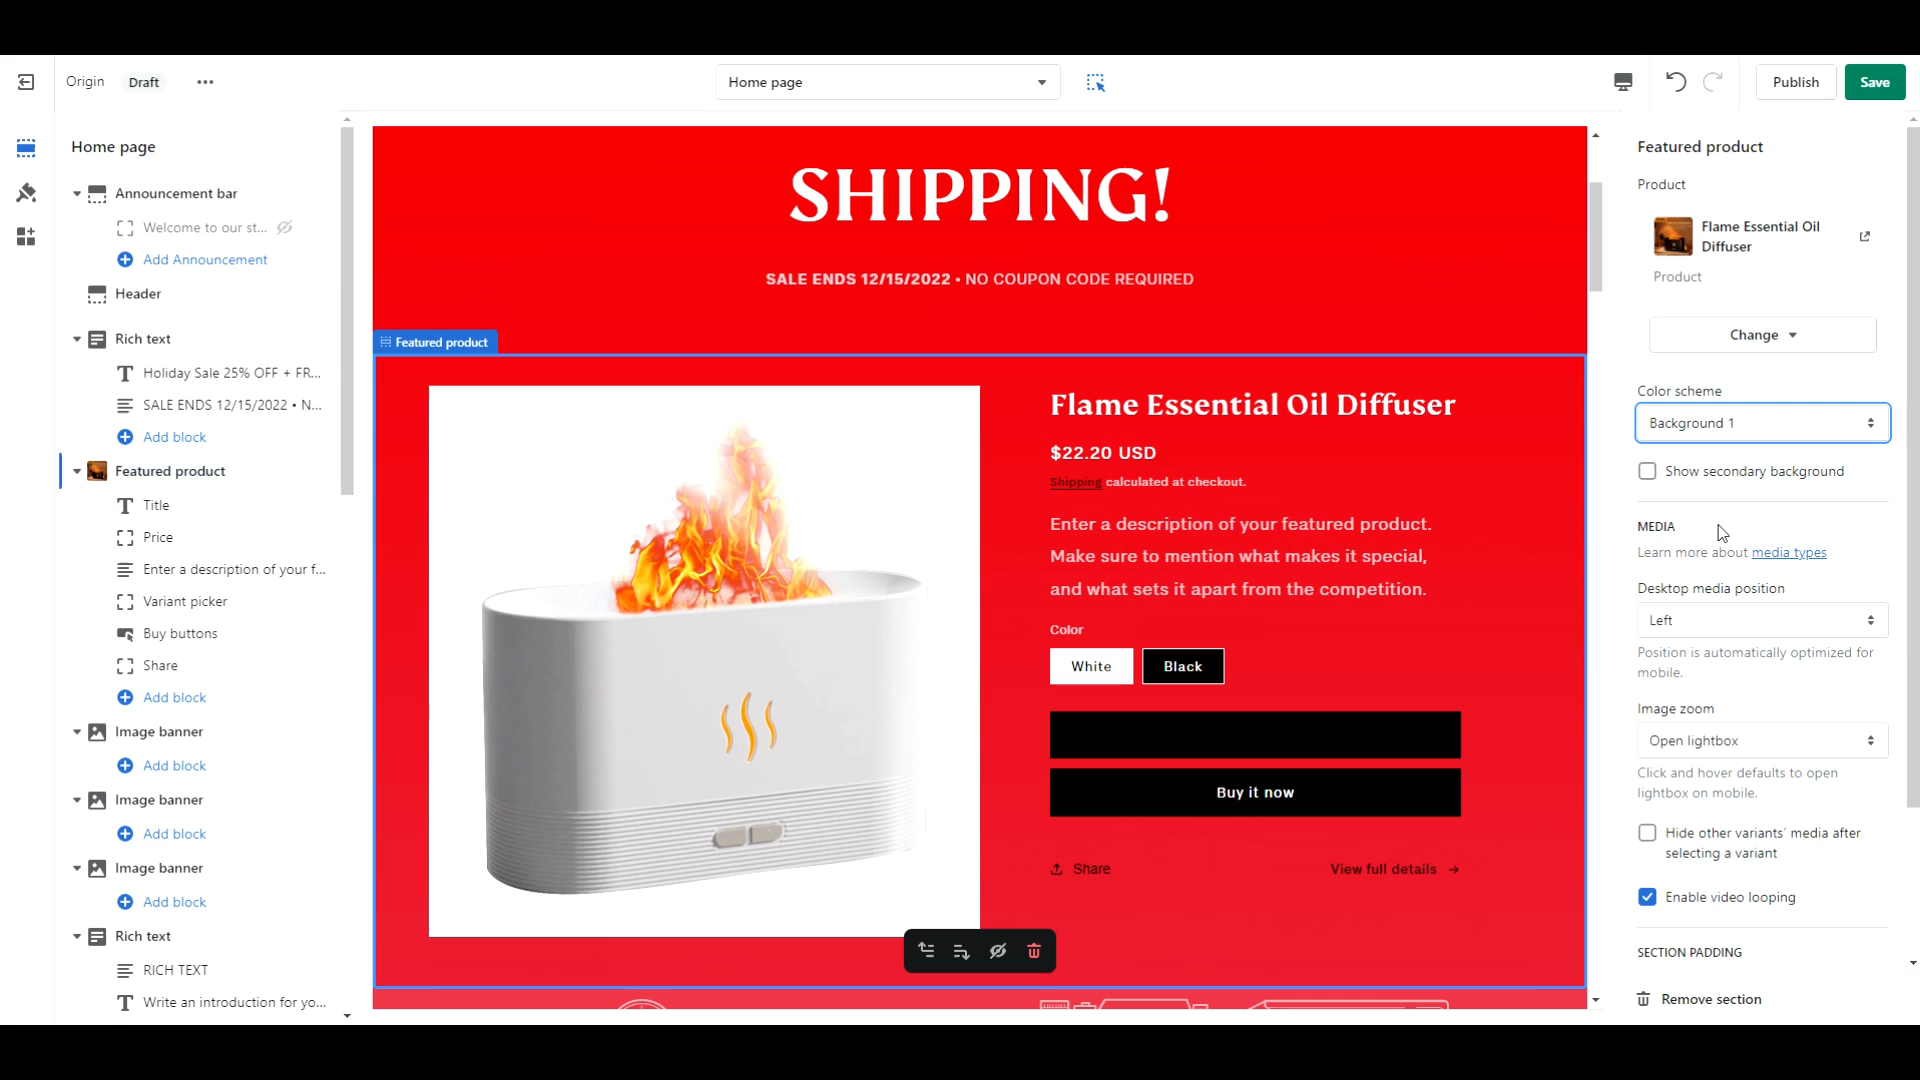 Origin
Draft
Home page
Publish
Save
Home page
Announcement bar
Welcome to our st...
Add Announcement
Header
Rich text
Holiday Sale 25% OFF + FR...
SALE ENDS 12/15/2022 • N...
Add block
Featured product
Title
Price
Enter a description of your f...
Variant picker
Buy buttons
Share
Add block
Image banner
Add block
Image banner
Add block
Image banner
Add block
Rich text
RICH TEXT
Write an introduction for yo...
SHIPPING!
SALE ENDS 12/15/2022 • NO COUPON CODE REQUIRED
Featured product
Flame Essential Oil Diffuser
$22.20 USD
Shipping calculated at checkout.
Enter a description of your featured product.
Make sure to mention what makes it special,
and what sets it apart from the competition.
Color
White
Black
Buy it now
Share
View full details →
Featured product
Product
Flame Essential Oil
Diffuser
Product
Change
Color scheme
Background 1
Show secondary background
MEDIA
Learn more about media types
Desktop media position
Left
Position is automatically optimized for
mobile.
Image zoom
Open lightbox
Click and hover defaults to open
lightbox on mobile.
Hide other variants' media after
selecting a variant
Enable video looping
SECTION PADDING
Remove section